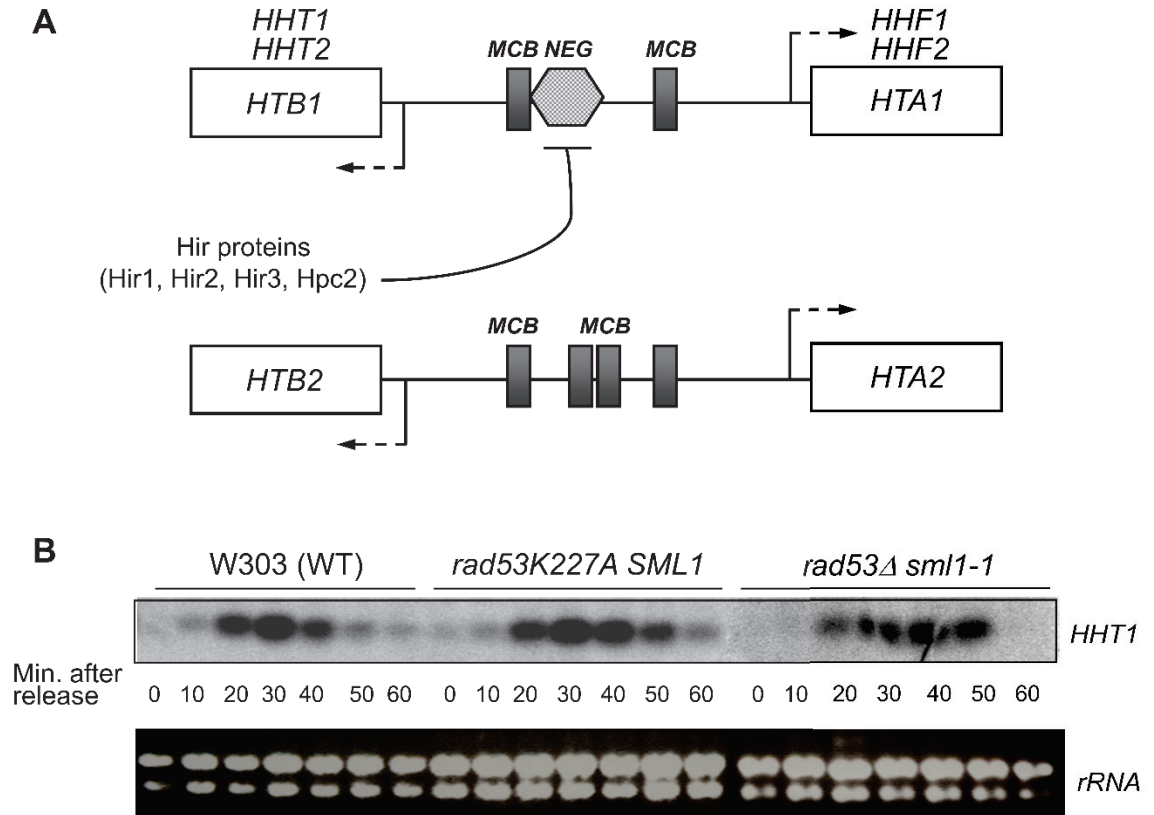 A
HHT1
HHT2
HTB1
MCB NEG MCB
HHF1
HHF2
HTA1
Hir proteins
(Hir1, Hir2, Hir3, Hpc2)
MCB MCB
HTB2
HTA2
B
W303 (WT) rad53K227A SML1 rad53Δ sml1-1
HHT1
Min. after
release
0 10 20 30 40 50 60 0 10 20 30 40 50 60 0 10 20 30 40 50 60
rRNA